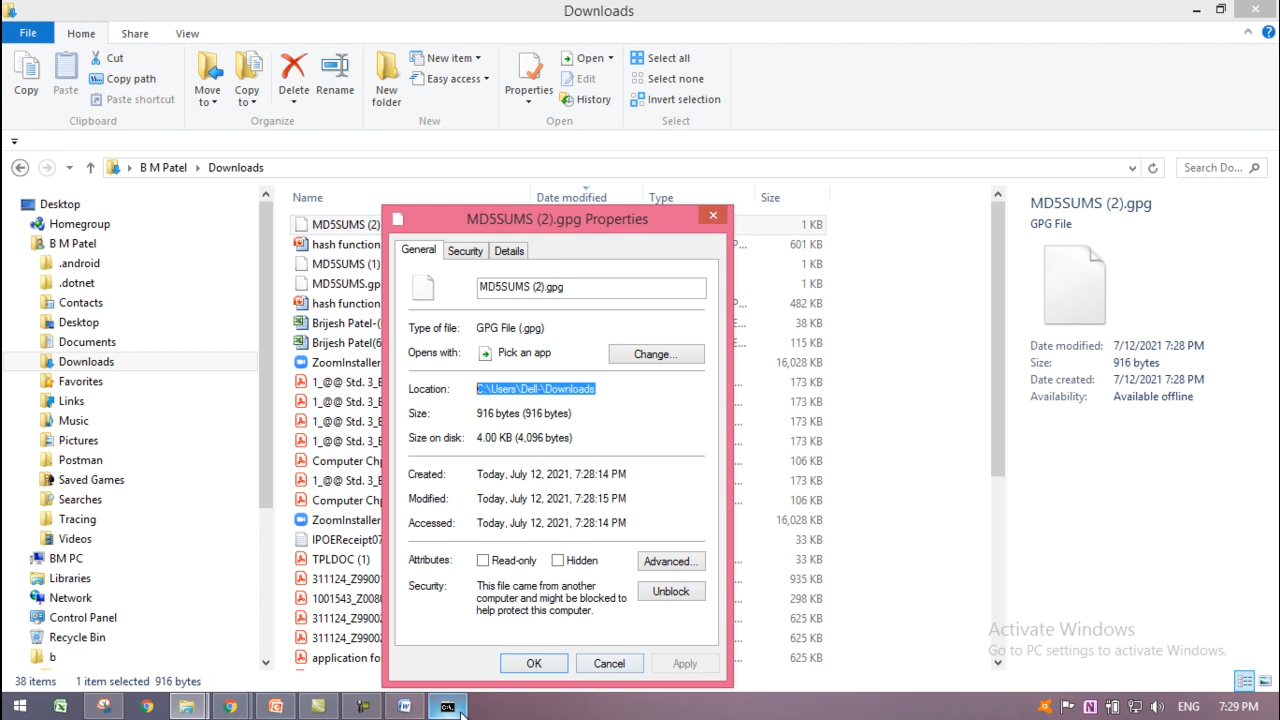 Downloads
File Home Share View
Copy
Paste
Cut
Copy path
Paste shortcut
Clipboard
Move to
Copy to
Delete
Rename
Organize
New folder
New item
Easy access
New
Properties
Open
Edit
History
Open
Select all
Select none
Invert selection
Select
B M Patel Downloads
Search Do...
Desktop
Homegroup
B M Patel
.android
.dotnet
Contacts
Desktop
Documents
Downloads
Favorites
Links
Music
Pictures
Postman
Saved Games
Searches
Tracing
Videos
BM PC
Libraries
Network
Control Panel
Recycle Bin
b
Name Date modified Type Size
MD5SUMS (2) 1 KB
hash function P... 601 KB
MD5SUMS (1) 1 KB
MD5SUMS.gp 1 KB
hash function P... 482 KB
Brijesh Patel-( E... 38 KB
Brijesh Patel(6 E... 115 KB
ZoomInstaller 16,028 KB
1_@@ Std. 3_E ... 173 KB
1_@@ Std. 3_E ... 173 KB
1_@@ Std. 3_E ... 173 KB
1_@@ Std. 3_E ... 173 KB
Computer Chp ... 106 KB
1_@@ Std. 3_E ... 173 KB
Computer Chp ... 106 KB
ZoomInstaller 16,028 KB
IPOEReceipt07 33 KB
TPLDOC (1) ... 33 KB
311124_Z9900 ... 935 KB
1001543_Z008 ... 298 KB
311124_Z9900 ... 625 KB
311124_Z9900 ... 625 KB
application fo ... 625 KB
MD5SUMS (2).gpg Properties
General Security Details
MD5SUMS (2).gpg
Type of file: GPG File (.gpg)
Opens with: Pick an app Change...
Location: C:\Users\Dell-\Downloads
Size: 916 bytes (916 bytes)
Size on disk: 4.00 KB (4,096 bytes)
Created: Today, July 12, 2021, 7:28:14 PM
Modified: Today, July 12, 2021, 7:28:15 PM
Accessed: Today, July 12, 2021, 7:28:14 PM
Attributes: Read-only Hidden Advanced...
Security: This file came from another
computer and might be blocked to
help protect this computer.
Unblock
OK Cancel Apply
MD5SUMS (2).gpg
GPG File
Date modified: 7/12/2021 7:28 PM
Size: 916 bytes
Date created: 7/12/2021 7:28 PM
Availability: Available offline
Activate Windows
Go to PC settings to activate Windows.
38 items 1 item selected 916 bytes
ENG 7:29 PM